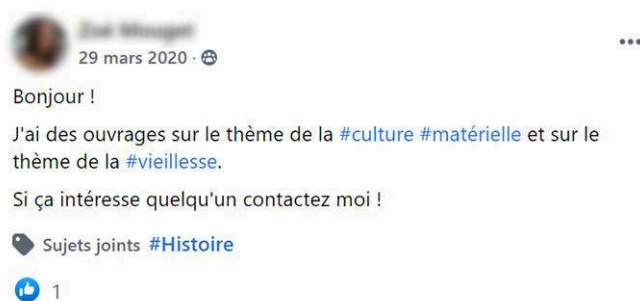 29 mars 2020 ·
Bonjour !
J'ai des ouvrages sur le thème de la #culture #matérielle et sur le
thème de la #vieillesse.
Si ça intéresse quelqu'un contactez moi !
Sujets joints #Histoire
1